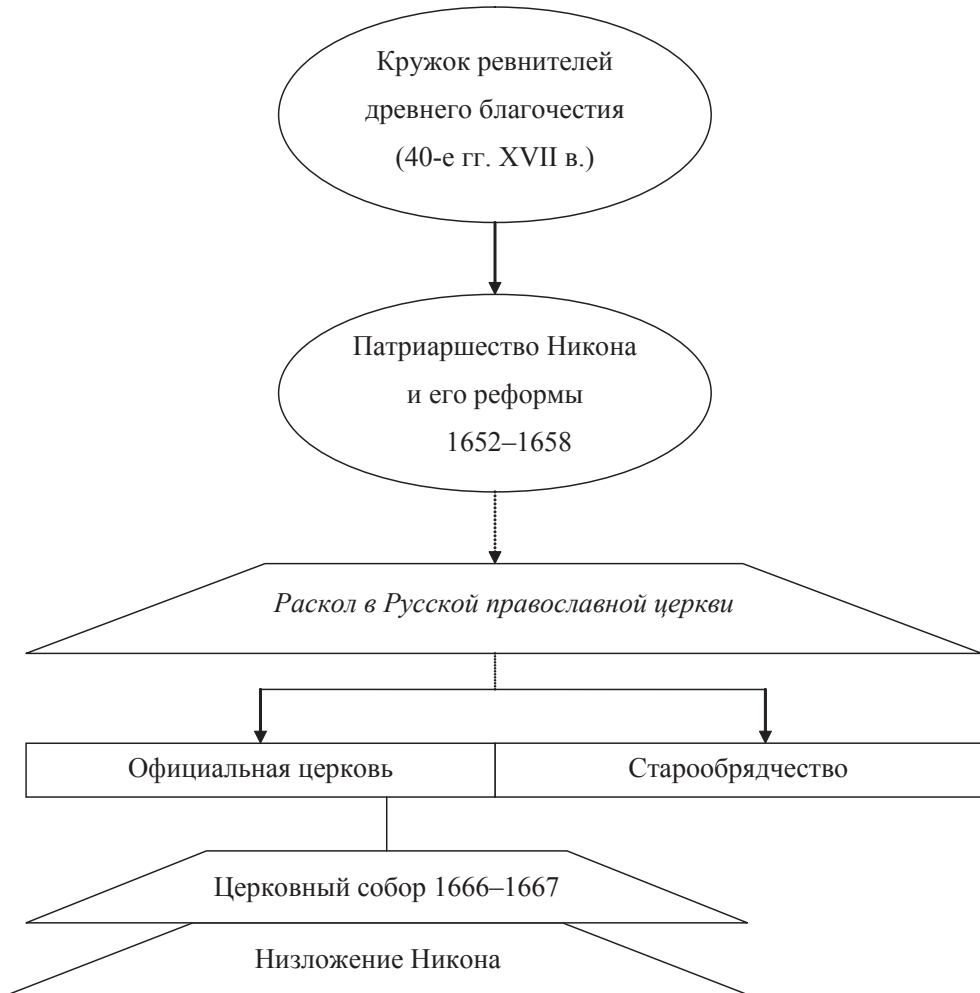 Кружок ревнителей
древнего благочестия
(40-е гг. XVII в.)
Патриаршество Никона
и его реформы
1652–1658
Раскол в Русской православной церкви
Официальная церковь
Старообрядчество
Церковный собор 1666–1667
Низложение Никона